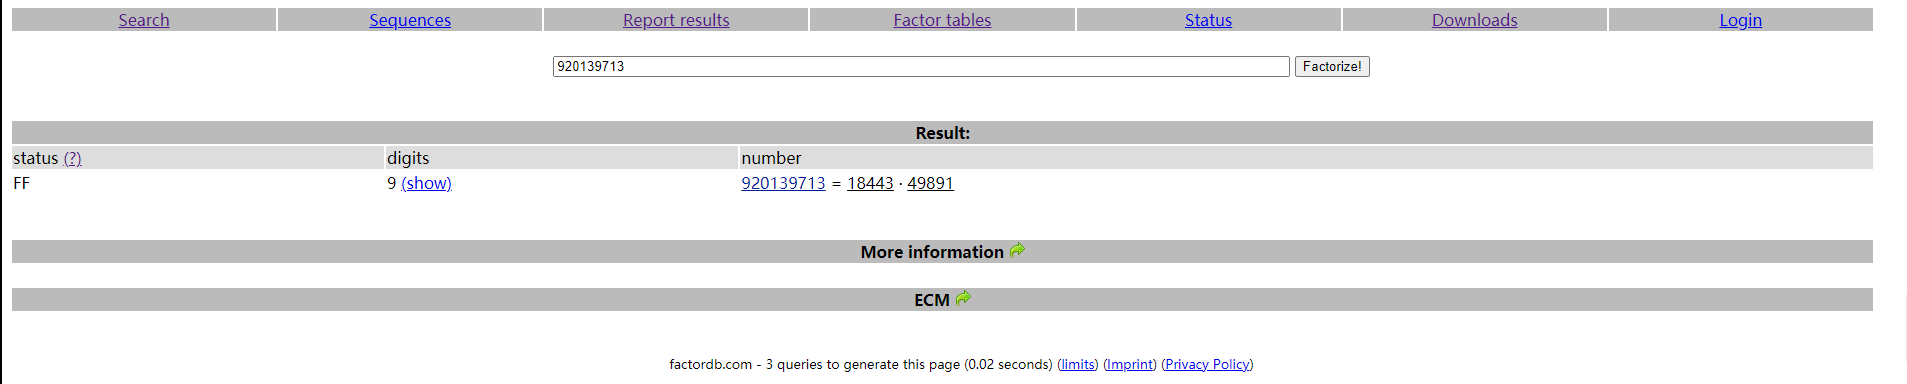 Search Sequences Report results Factor tables Status Downloads Login
920139713 Factorize!
Result:
status (?) digits number
FF 9 (show) 920139713 = 18443 · 49891
More information
ECM
factordb.com - 3 queries to generate this page (0.02 seconds) (limits) (Imprint) (Privacy Policy)